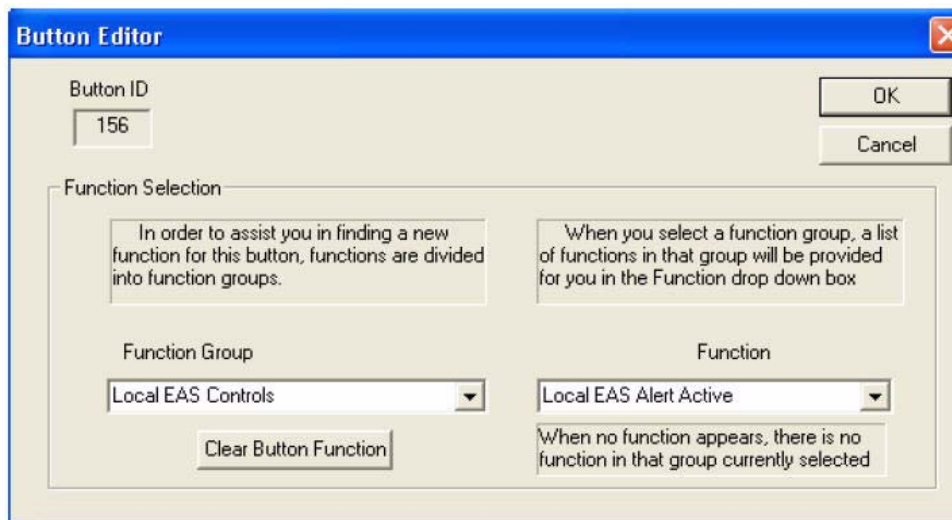 Button Editor
Button ID
156
OK
Cancel
Function Selection
In order to assist you in finding a new
function for this button, functions are divided
into function groups.
When you select a function group, a list
of functions in that group will be provided
for you in the Function drop down box
Function Group
Function
Local EAS Controls
Local EAS Alert Active
Clear Button Function
When no function appears, there is no
function in that group currently selected